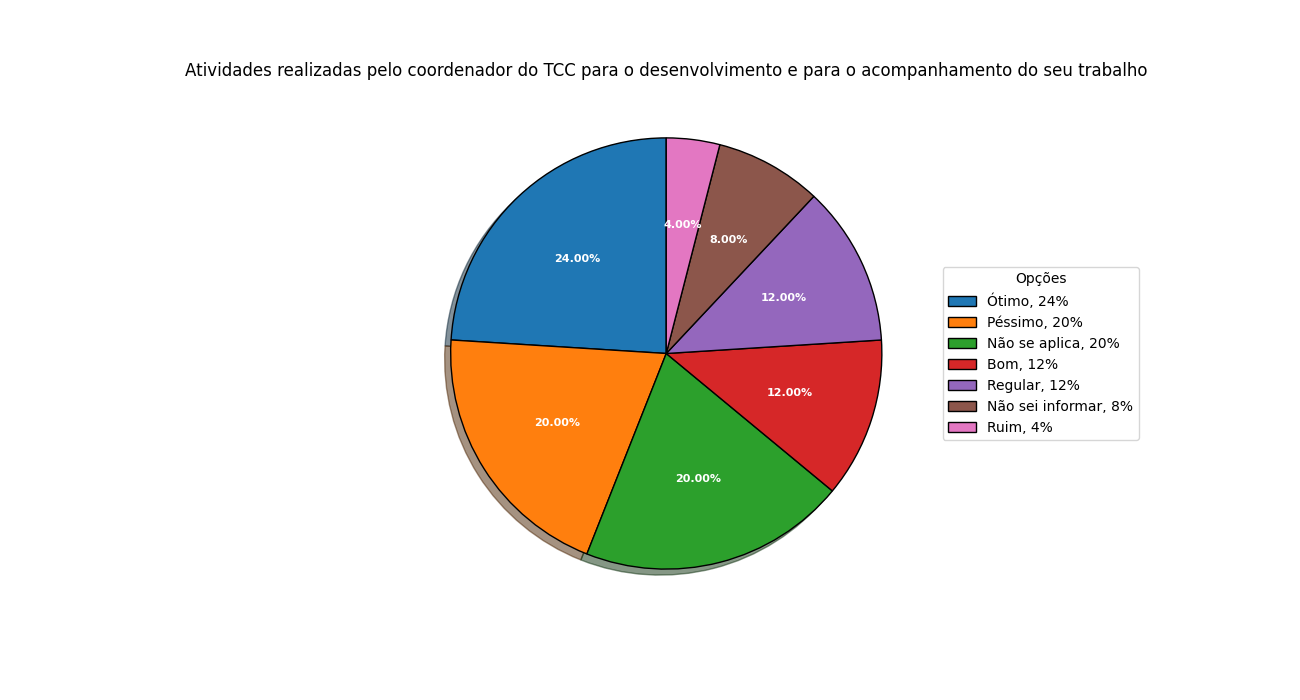 Atividades realizadas pelo coordenador do TCC para o desenvolvimento e para o acompanhamento do seu trabalho
4.00%
8.00%
24.00%
12.00%
12.00%
20.00%
20.00%
Opções
Ótimo, 24%
Péssimo, 20%
Não se aplica, 20%
Bom, 12%
Regular, 12%
Não sei informar, 8%
Ruim, 4%